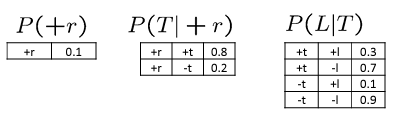 P(+r) P(T|+r) P(L|T)
+r 0.1 +r +t 0.8 +t +l 0.3
+r -t 0.2 +t -l 0.7
-t +l 0.1
-t -l 0.9